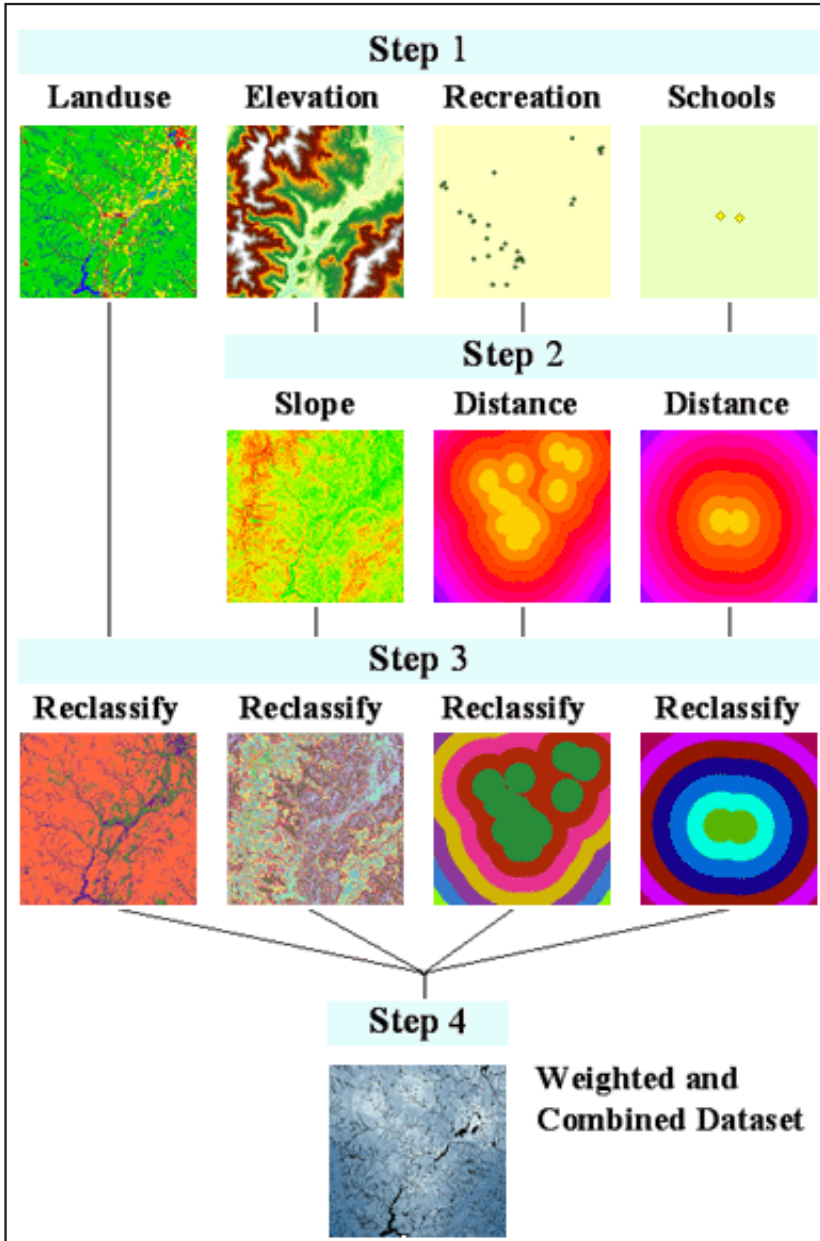 Step 1
Landuse Elevation Recreation Schools
Step 2
Slope Distance Distance
Step 3
Reclassify Reclassify Reclassify Reclassify
Step 4
Weighted and
Combined Dataset